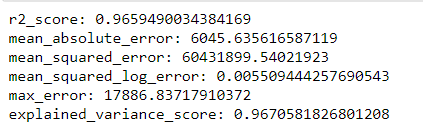 r2_score: 0.9659490034384169
mean_absolute_error: 6045.635616587119
mean_squared_error: 60431899.54021923
mean_squared_log_error: 0.005509444257690543
max_error: 17886.83717910372
explained_variance_score: 0.9670581826801208